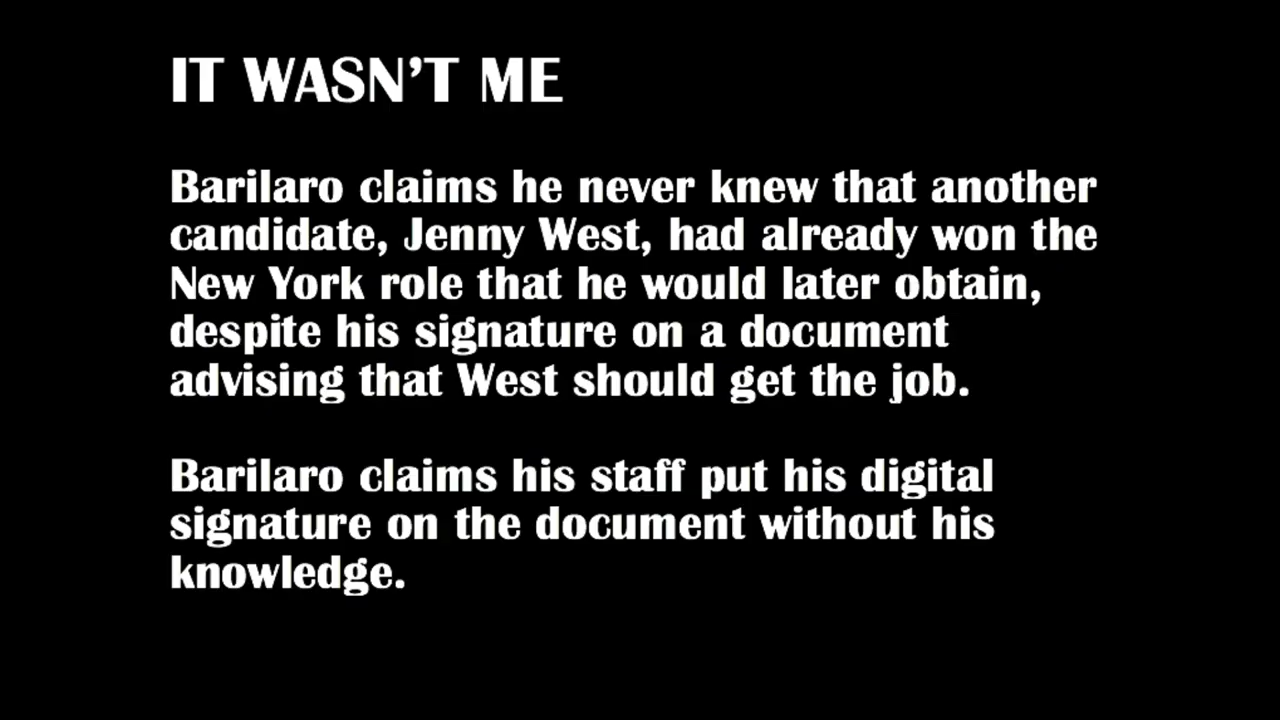 IT WASN’T ME
Barilaro claims he never knew that another
candidate, Jenny West, had already won the
New York role that he would later obtain,
despite his signature on a document
advising that West should get the job.
Barilaro claims his staff put his digital
signature on the document without his
knowledge.